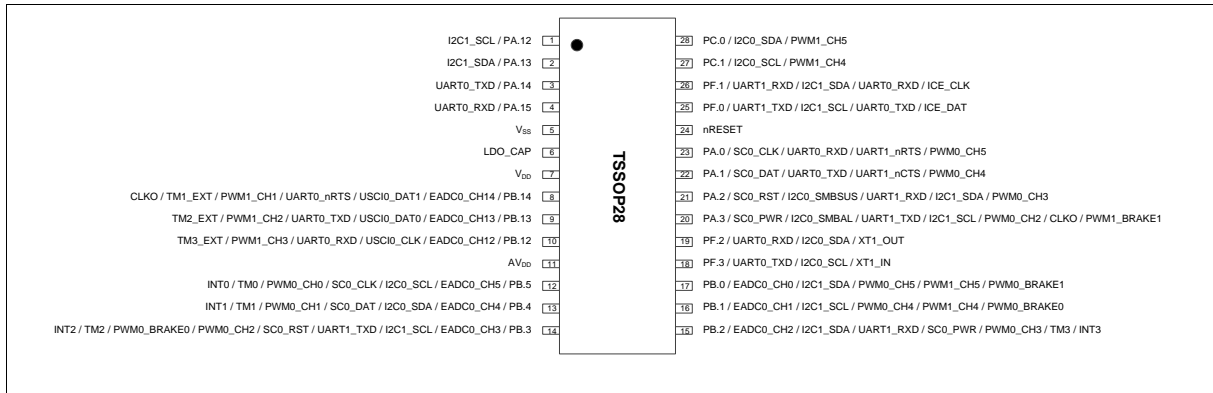 I2C1_SCL / PA.12 1
I2C1_SDA / PA.13 2
UART0_TXD / PA.14 3
UART0_RXD / PA.15 4
VSS 5
LDO_CAP 6
VDD 7
CLKO / TM1_EXT / PWM1_CH1 / UART0_nRTS / USCI0_DAT1 / EADC0_CH14 / PB.14 8
TM2_EXT / PWM1_CH2 / UART0_TXD / USCI0_DAT0 / EADC0_CH13 / PB.13 9
TM3_EXT / PWM1_CH3 / UART0_RXD / USCI0_CLK / EADC0_CH12 / PB.12 10
AVDD 11
INT0 / TM0 / PWM0_CH0 / SC0_CLK / I2C0_SCL / EADC0_CH5 / PB.5 12
INT1 / TM1 / PWM0_CH1 / SC0_DAT / I2C0_SDA / EADC0_CH4 / PB.4 13
INT2 / TM2 / PWM0_BRAKE0 / PWM0_CH2 / SC0_RST / UART1_TXD / I2C1_SCL / EADC0_CH3 / PB.3 14
TSSOP28
28 PC.0 / I2C0_SDA / PWM1_CH5
27 PC.1 / I2C0_SCL / PWM1_CH4
26 PF.1 / UART1_RXD / I2C1_SDA / UART0_RXD / ICE_CLK
25 PF.0 / UART1_TXD / I2C1_SCL / UART0_TXD / ICE_DAT
24 nRESET
23 PA.0 / SC0_CLK / UART0_RXD / UART1_nRTS / PWM0_CH5
22 PA.1 / SC0_DAT / UART0_TXD / UART1_nCTS / PWM0_CH4
21 PA.2 / SC0_RST / I2C0_SMBSUS / UART1_RXD / I2C1_SDA / PWM0_CH3
20 PA.3 / SC0_PWR / I2C0_SMBAL / UART1_TXD / I2C1_SCL / PWM0_CH2 / CLKO / PWM1_BRAKE1
19 PF.2 / UART0_RXD / I2C0_SDA / XT1_OUT
18 PF.3 / UART0_TXD / I2C0_SCL / XT1_IN
17 PB.0 / EADC0_CH0 / I2C1_SDA / PWM0_CH5 / PWM1_CH5 / PWM0_BRAKE1
16 PB.1 / EADC0_CH1 / I2C1_SCL / PWM0_CH4 / PWM1_CH4 / PWM0_BRAKE0
15 PB.2 / EADC0_CH2 / I2C1_SDA / UART1_RXD / SC0_PWR / PWM0_CH3 / TM3 / INT3